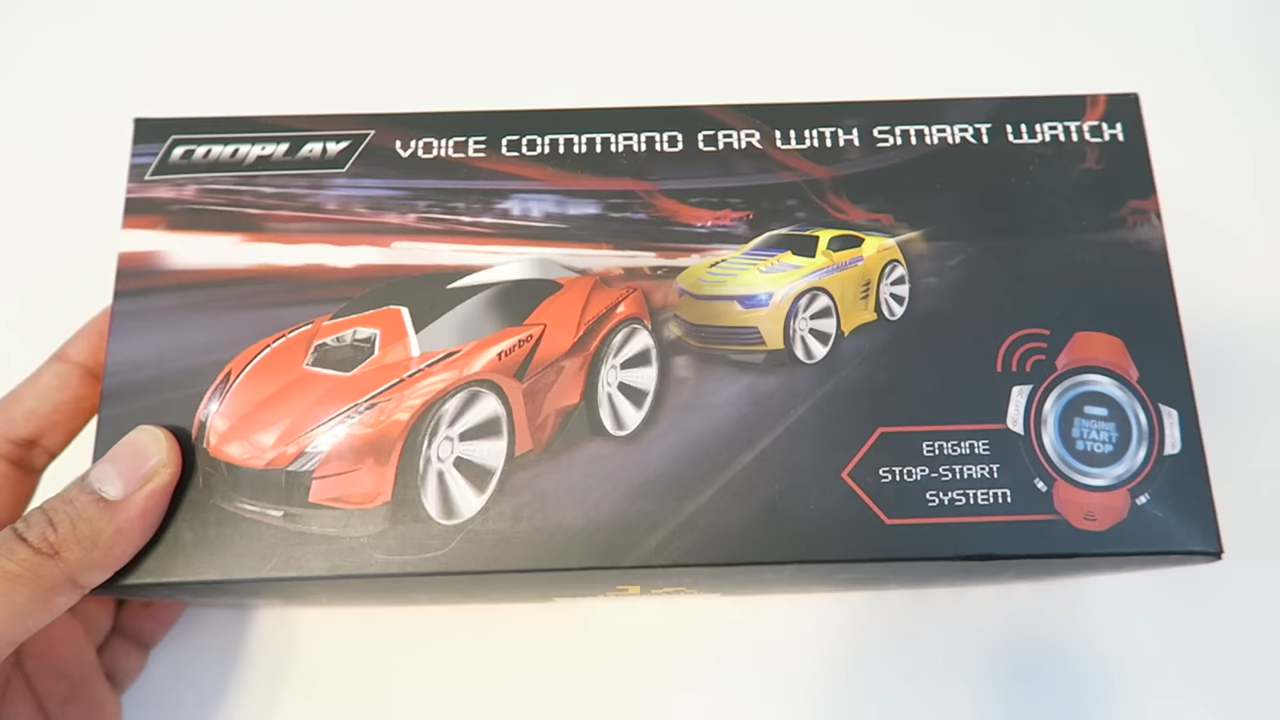 COOPLAY
VOICE COMMAND CAR WITH SMART WATCH
Turbo
ENGINE
START
STOP
ENGINE
STOP-START
SYSTEM